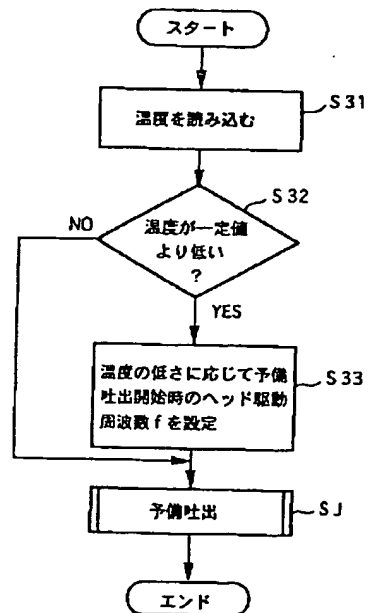 スタート
温度を読み込む
S31
S32
温度が一定値
より低い
?
NO
YES
温度の低さに応じて予備
吐出開始時のヘッド駆動
周波数fを設定
S33
予備吐出
SJ
エンド